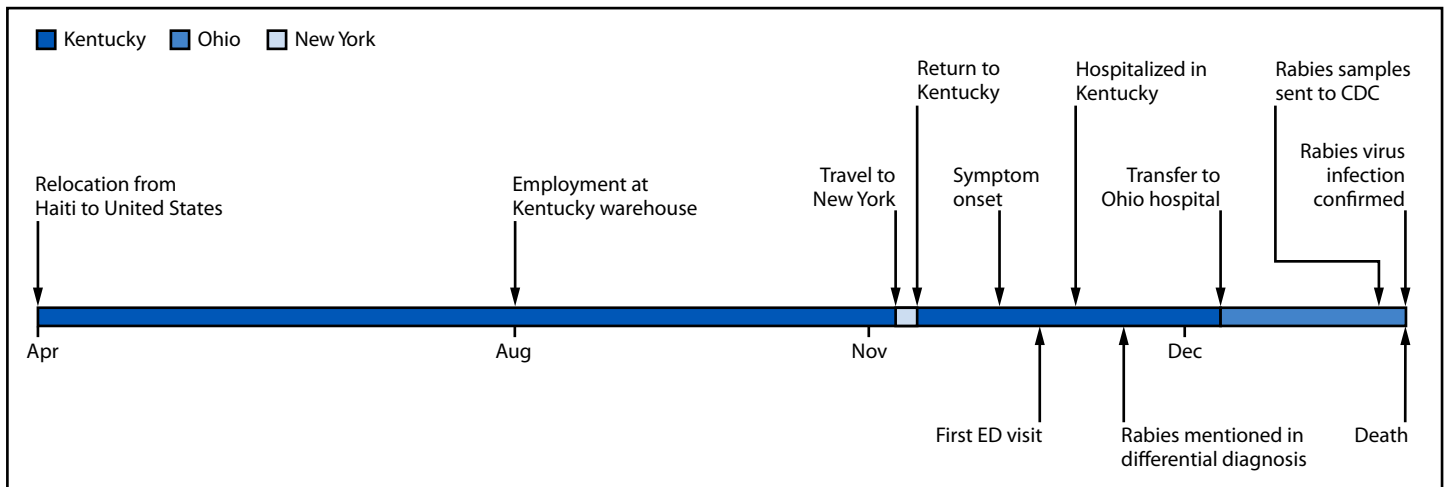 Kentucky Ohio New York
Return to
Kentucky
Hospitalized in
Kentucky
Rabies samples
sent to CDC
Relocation from
Haiti to United States
Employment at
Kentucky warehouse
Travel to
New York
Symptom
onset
Transfer to
Ohio hospital
Rabies virus
infection
confirmed
Apr
Aug
Nov
Dec
First ED visit
Rabies mentioned in
differential diagnosis
Death